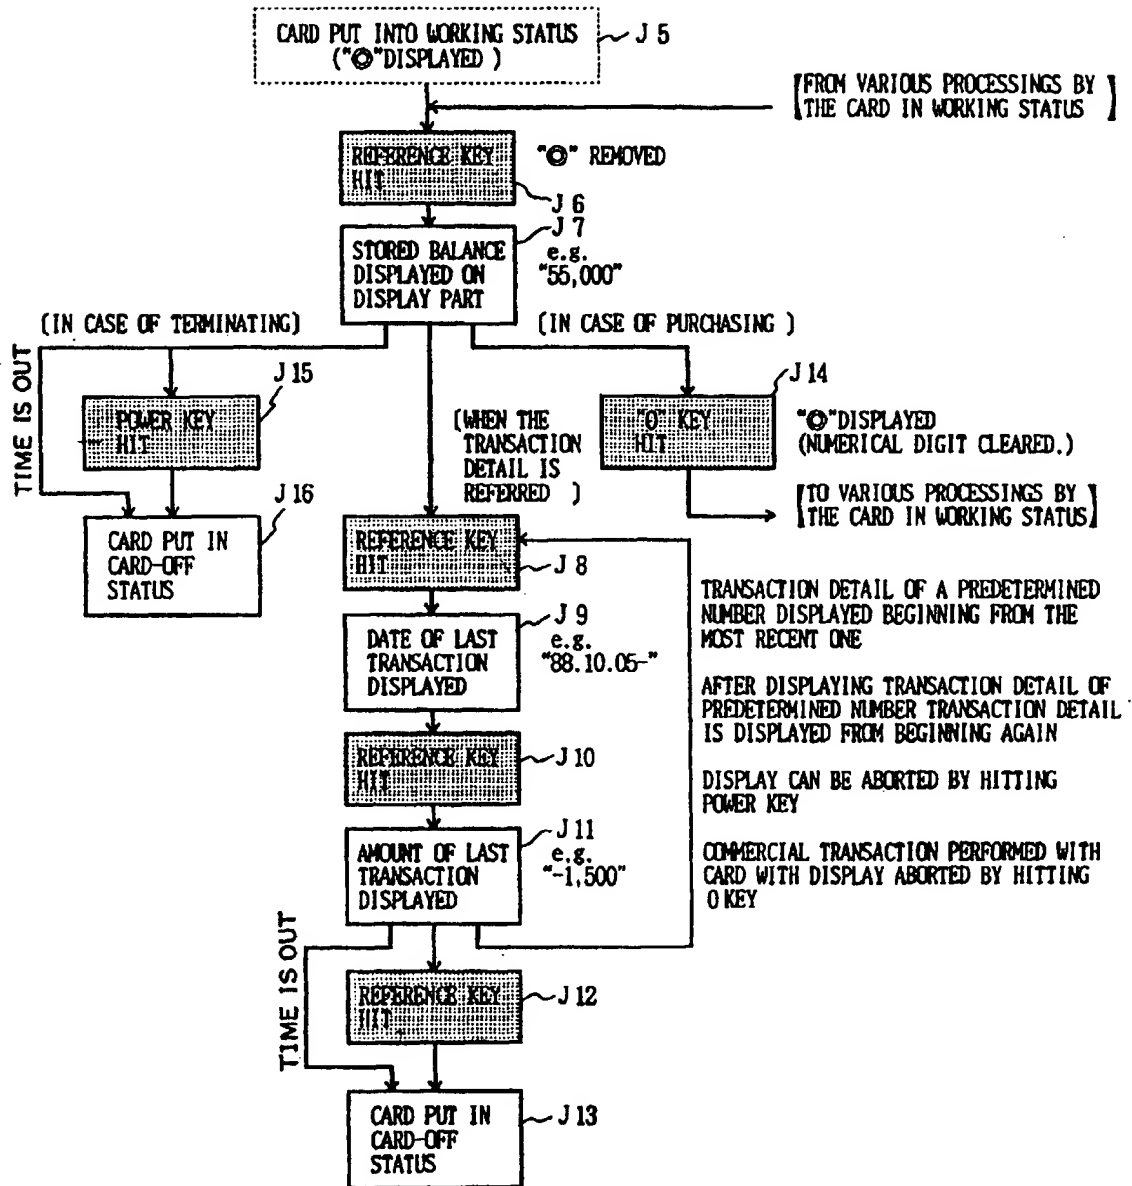 CARD PUT INTO WORKING STATUS
("◎"DISPLAYED )
J 5
[FROM VARIOUS PROCESSINGS BY
THE CARD IN WORKING STATUS]
REFERENCE KEY
HIT
"◎" REMOVED
J 6
J 7
STORED BALANCE
DISPLAYED ON
DISPLAY PART
e.g.
"55,000"
(IN CASE OF TERMINATING)
(IN CASE OF PURCHASING )
TIME IS OUT
J 15
POWER KEY
HIT
J 14
"0" KEY
HIT
"◎"DISPLAYED
(NUMERICAL DIGIT CLEARED.)
(WHEN THE
TRANSACTION
DETAIL IS
REFERRED )
J 16
CARD PUT IN
CARD-OFF
STATUS
[TO VARIOUS PROCESSINGS BY
THE CARD IN WORKING STATUS]
REFERENCE KEY
HIT
J 8
J 9
DATE OF LAST
TRANSACTION
DISPLAYED
e.g.
"88.10.05-"
TRANSACTION DETAIL OF A PREDETERMINED
NUMBER DISPLAYED BEGINNING FROM THE
MOST RECENT ONE
AFTER DISPLAYING TRANSACTION DETAIL OF
PREDETERMINED NUMBER TRANSACTION DETAIL
IS DISPLAYED FROM BEGINNING AGAIN
REFERENCE KEY
HIT
J 10
DISPLAY CAN BE ABORTED BY HITTING
POWER KEY
J 11
AMOUNT OF LAST
TRANSACTION
DISPLAYED
e.g.
"-1,500"
COMMERCIAL TRANSACTION PERFORMED WITH
CARD WITH DISPLAY ABORTED BY HITTING
0 KEY
TIME IS OUT
REFERENCE KEY
HIT
J 12
CARD PUT IN
CARD-OFF
STATUS
J 13